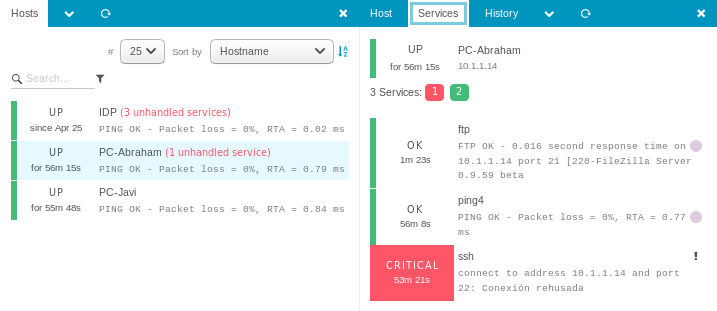 Hosts
# 25 Sort by Hostname
Search...
UP
since Apr 25
IDP (3 unhandled services)
PING OK - Packet loss = 0%, RTA = 0.02 ms
UP
for 56m 15s
PC-Abraham (1 unhandled service)
PING OK - Packet loss = 0%, RTA = 0.79 ms
UP
for 55m 48s
PC-Javi
PING OK - Packet loss = 0%, RTA = 0.84 ms
Host Services History
UP
for 56m 15s
PC-Abraham
10.1.1.14
3 Services: 1 2
OK
1m 23s
ftp
FTP OK - 0.016 second response time on
10.1.1.14 port 21 [220-FileZilla Server
0.9.59 beta
OK
56m 8s
ping4
PING OK - Packet loss = 0%, RTA = 0.77
ms
CRITICAL
53m 21s
ssh
!
connect to address 10.1.1.14 and port
22: Conexión rehusada